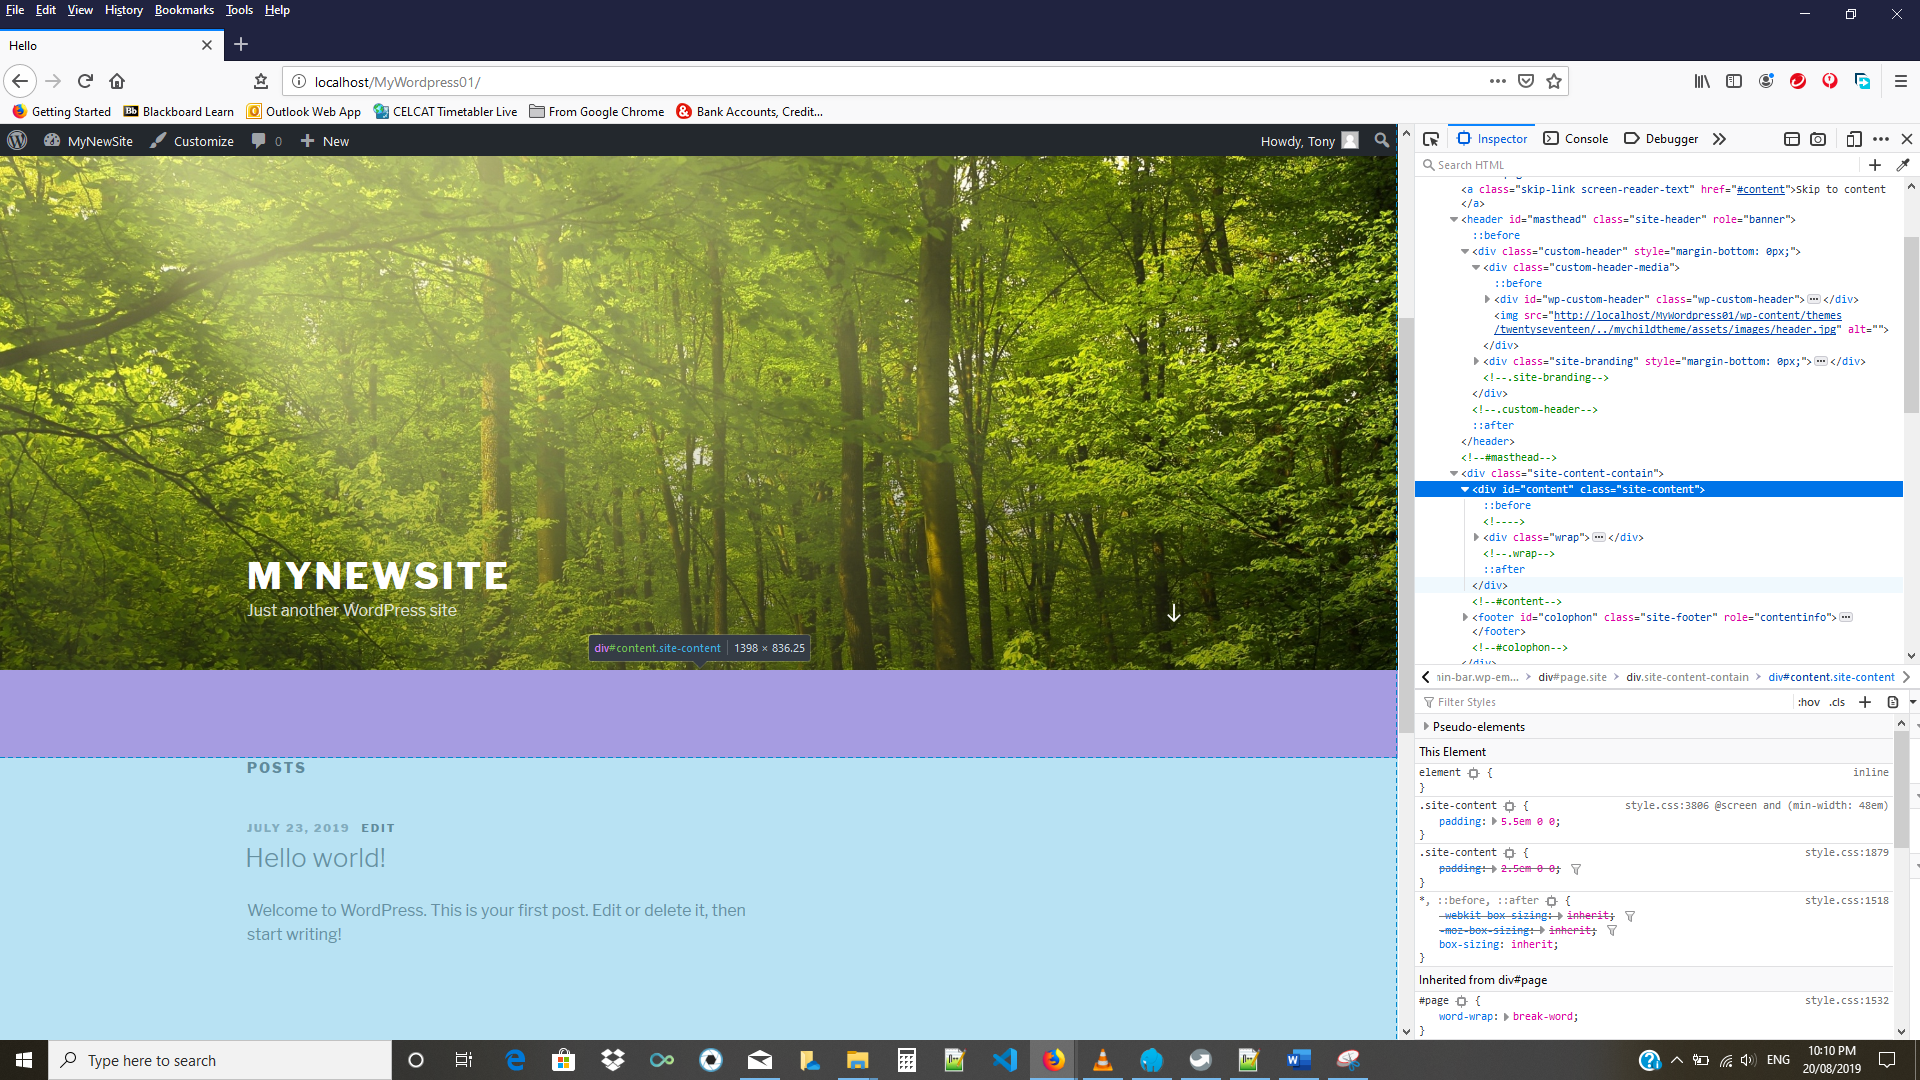 File Edit View History Bookmarks Tools Help
Hello
localhost/MyWordpress01/
Getting Started Bb Blackboard Learn Outlook Web App CELCAT Timetabler Live From Google Chrome Bank Accounts, Credit...
MyNewSite Customize 0 New Howdy, Tony
MYNEWSITE
Just another WordPress site
div#content.site-content 1398 × 836.25
POSTS
JULY 23, 2019 EDIT
Hello world!
Welcome to WordPress. This is your first post. Edit or delete it, then
start writing!
Inspector Console Debugger
Search HTML
<a class="skip-link screen-reader-text" href="#content">Skip to content
</a>
<header id="masthead" class="site-header" role="banner">
::before
<div class="custom-header" style="margin-bottom: 0px;">
<div class="custom-header-media">
::before
<div id="wp-custom-header" class="wp-custom-header"></div>
<img src="http://localhost/MyWordpress01/wp-content/themes
/twentyseventeen/../mychildtheme/assets/images/header.jpg" alt="">
</div>
<div class="site-branding" style="margin-bottom: 0px;"></div>
<!--.site-branding-->
</div>
<!--.custom-header-->
::after
</header>
<!--#masthead-->
<div class="site-content-contain">
<div id="content" class="site-content">
::before
<!---->
<div class="wrap"></div>
<!--.wrap-->
::after
</div>
<!--#content-->
<footer id="colophon" class="site-footer" role="contentinfo">
</footer>
<!--#colophon-->
</div>
min-bar.wp-em... div#page.site div.site-content-contain div#content.site-content
Filter Styles :hov .cls
Pseudo-elements
This Element
element { inline
}
.site-content { style.css:3806 @screen and (min-width: 48em)
padding: 5.5em 0 0;
}
.site-content { style.css:1879
padding: 2.5em 0 0;
}
*, ::before, ::after { style.css:1518
-webkit-box-sizing: inherit;
-moz-box-sizing: inherit;
box-sizing: inherit;
}
Inherited from div#page
#page { style.css:1532
word-wrap: break-word;
}
Type here to search
ENG
10:10 PM
20/08/2019